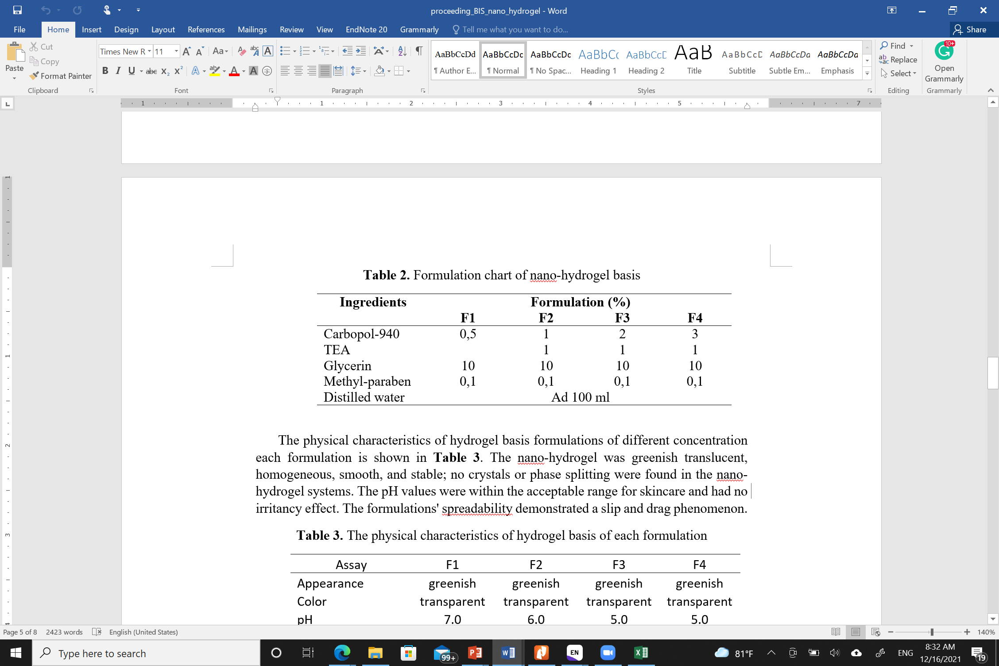 proceeding_BIS_nano_hydrogel - Word
File Home Insert Design Layout References Mailings Review View EndNote 20 Grammarly Tell me what you want to do... Share
Paste Cut
Copy
Format Painter
Clipboard
Times New R 11
Font
Paragraph
AaBbCcDd AaBbCcDc AaBbCcDc AaBbCc AaBbCcC AaB AaBbCcD AaBbCcDa AaBbCcDa
¶ Author E... ¶ Normal ¶ No Spac... Heading 1 Heading 2 Title Subtitle Subtle Em... Emphasis
Styles
Find
Replace
Select
Editing
10+
Open
Grammarly
Grammarly
1 1 2 3 4 5 7
Table 2. Formulation chart of nano-hydrogel basis
Ingredients Formulation (%)
F1 F2 F3 F4
Carbopol-940 0,5 1 2 3
TEA 1 1 1
Glycerin 10 10 10 10
Methyl-paraben 0,1 0,1 0,1 0,1
Distilled water Ad 100 ml
The physical characteristics of hydrogel basis formulations of different concentration
each formulation is shown in Table 3. The nano-hydrogel was greenish translucent,
homogeneous, smooth, and stable; no crystals or phase splitting were found in the nano-
hydrogel systems. The pH values were within the acceptable range for skincare and had no
irritancy effect. The formulations' spreadability demonstrated a slip and drag phenomenon.
Table 3. The physical characteristics of hydrogel basis of each formulation
Assay F1 F2 F3 F4
Appearance greenish greenish greenish greenish
Color transparent transparent transparent transparent
pH 7.0 6.0 5.0 5.0
Page 5 of 8 2423 words English (United States) 140%
Type here to search
99+
EN
81°F
ENG
8:32 AM
12/16/2021
19